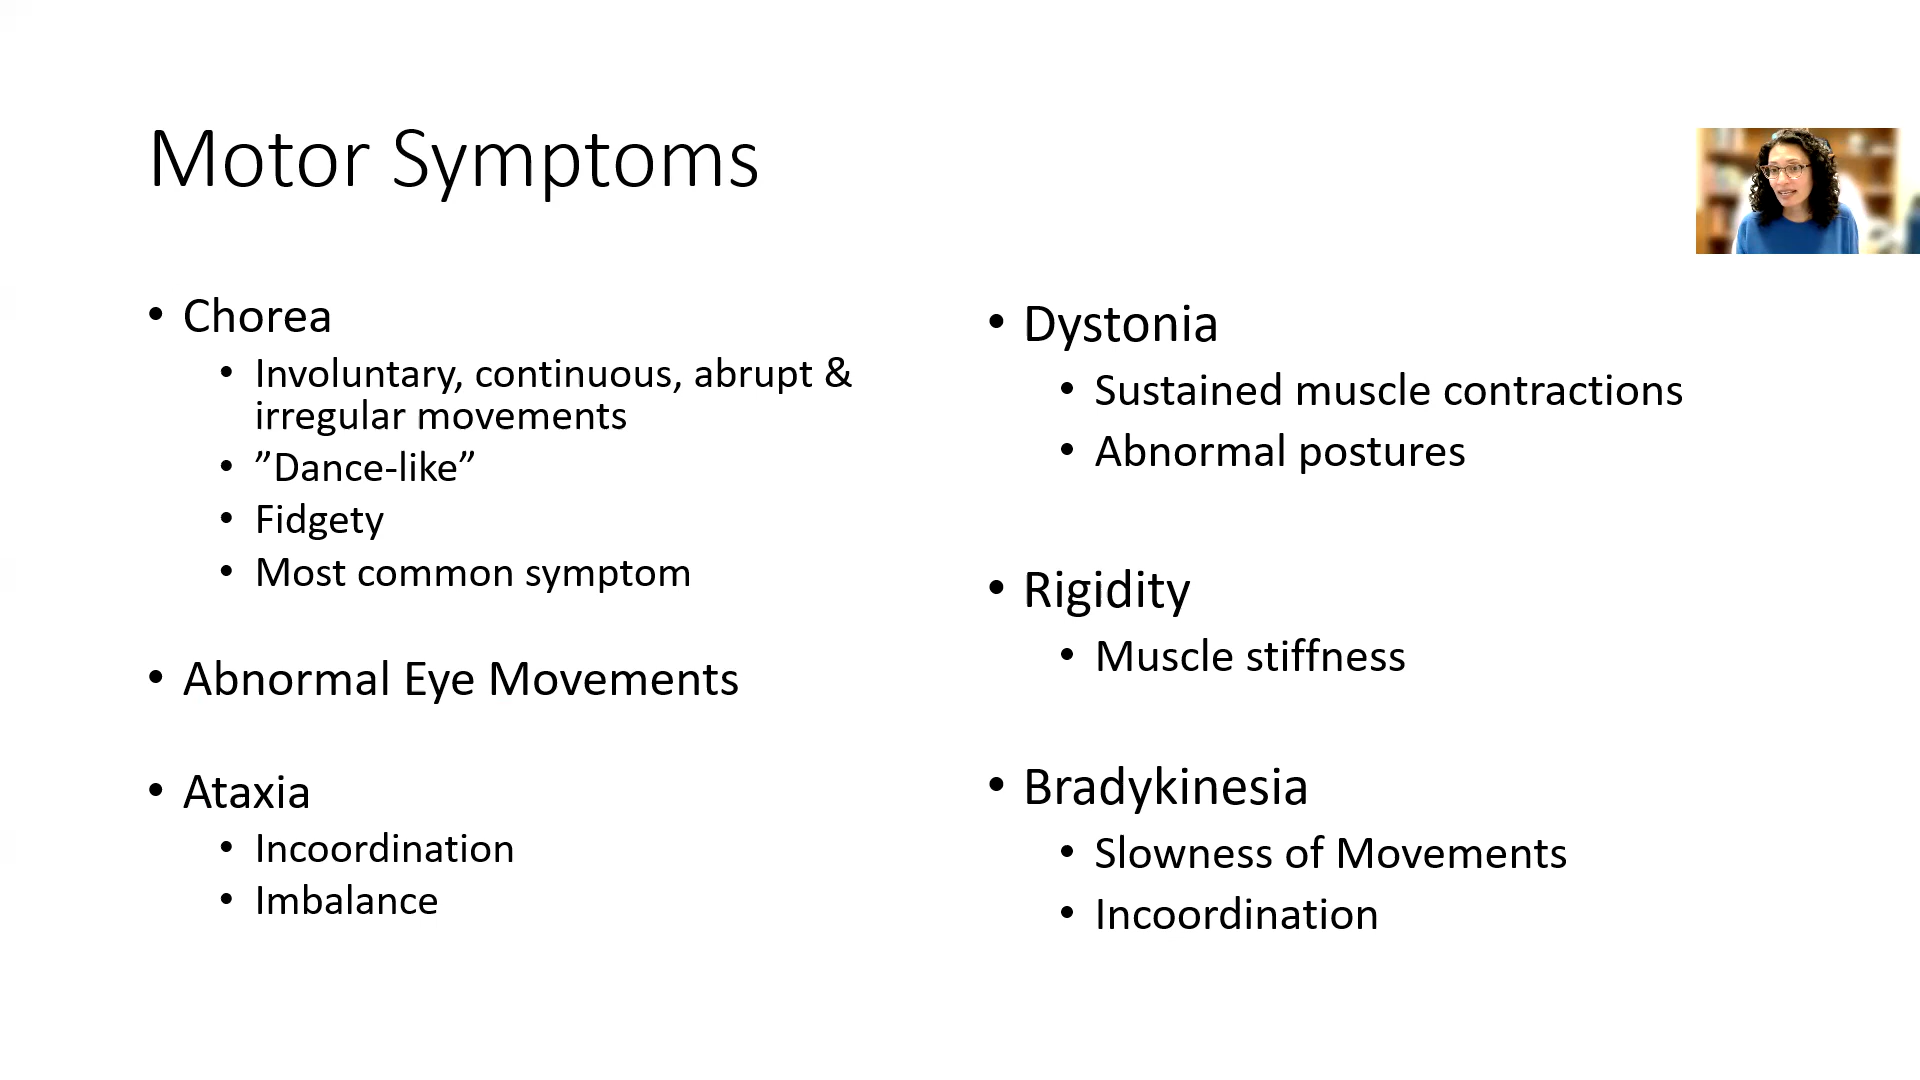 Motor Symptoms
• Chorea
• Involuntary, continuous, abrupt &
irregular movements
• ”Dance-like”
• Fidgety
• Most common symptom
• Abnormal Eye Movements
• Ataxia
• Incoordination
• Imbalance
• Dystonia
• Sustained muscle contractions
• Abnormal postures
• Rigidity
• Muscle stiffness
• Bradykinesia
• Slowness of Movements
• Incoordination